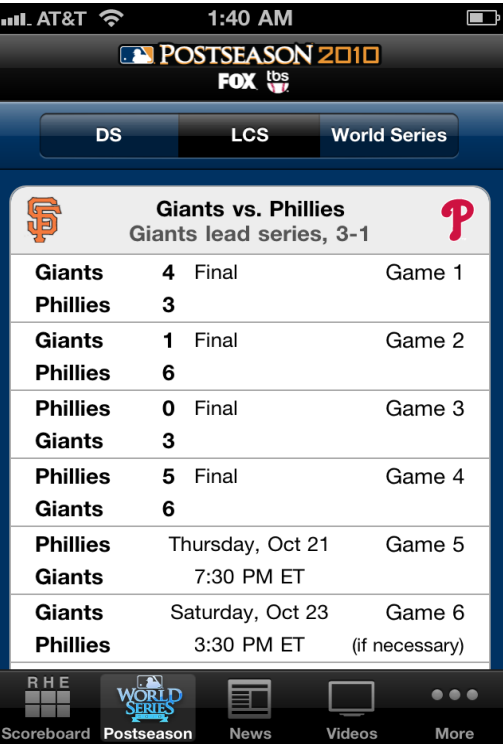 AT&T 1:40 AM
POSTSEASON 2010
FOX tbs
DS LCS World Series
Giants vs. Phillies
Giants lead series, 3-1
Giants 4 Final Game 1
Phillies 3
Giants 1 Final Game 2
Phillies 6
Phillies 0 Final Game 3
Giants 3
Phillies 5 Final Game 4
Giants 6
Phillies Thursday, Oct 21 Game 5
Giants 7:30 PM ET
Giants Saturday, Oct 23 Game 6
Phillies 3:30 PM ET (if necessary)
R H E
WORLD SERIES
Scoreboard Postseason News Videos More